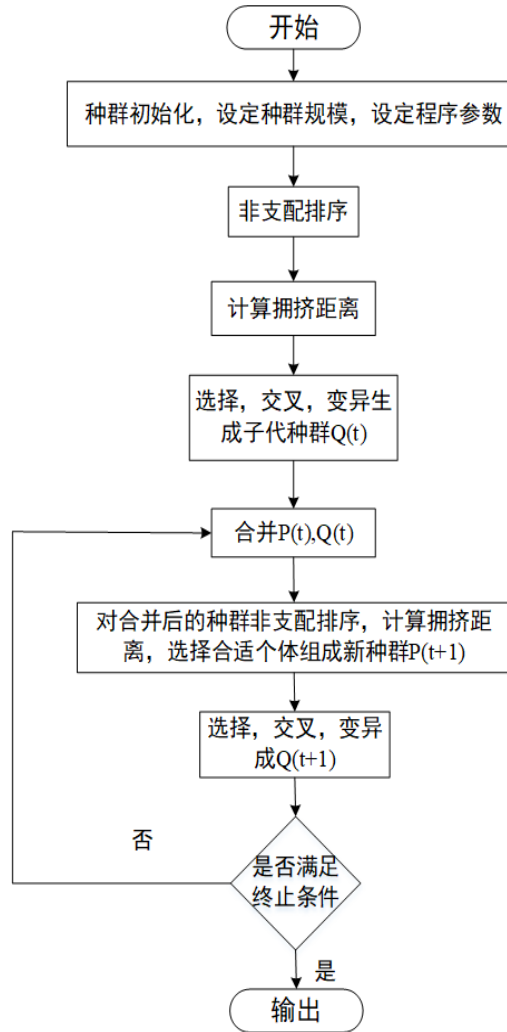 开始
种群初始化，设定种群规模，设定程序参数
非支配排序
计算拥挤距离
选择，交叉，变异生
成子代种群Q(t)
合并P(t),Q(t)
对合并后的种群非支配排序，计算拥挤距
离，选择合适个体组成新种群P(t+1)
选择，交叉，变异
成Q(t+1)
否
是否满足
终止条件
是
输出